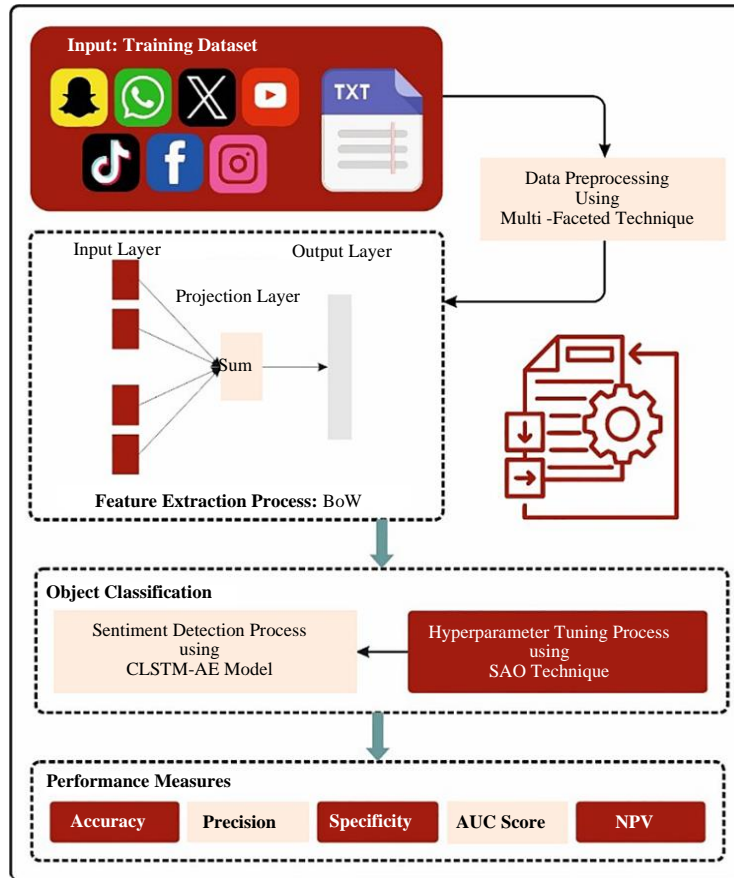 Input: Training Dataset
TXT
Data Preprocessing
Using
Multi -Faceted Technique
Input Layer
Output Layer
Projection Layer
Sum
Feature Extraction Process: BoW
Object Classification
Sentiment Detection Process
using
CLSTM-AE Model
Hyperparameter Tuning Process
using
SAO Technique
Performance Measures
Accuracy
Precision
Specificity
AUC Score
NPV